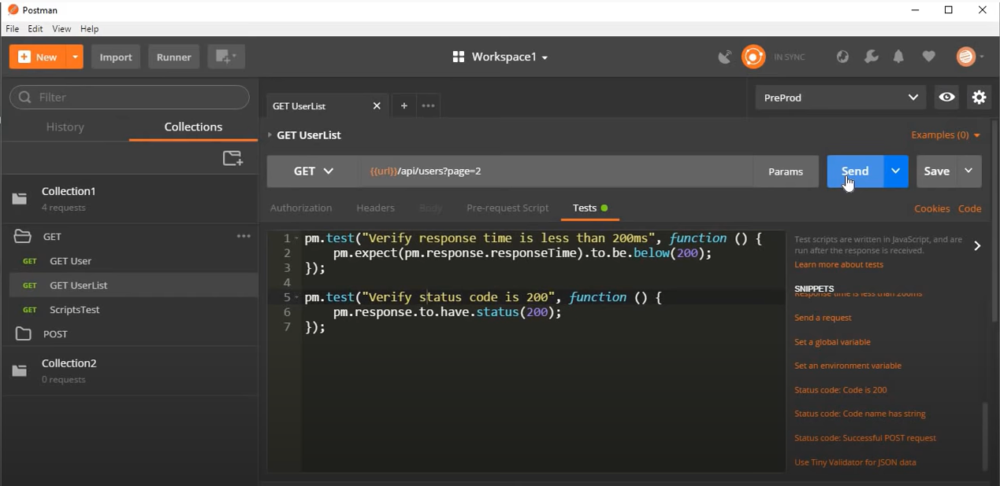 Postman
File Edit View Help
New Import Runner Workspace1 IN SYNC
Filter
History Collections
Collection1
4 requests
GET
GET GET User
GET GET UserList
GET ScriptsTest
POST
Collection2
0 requests
GET UserList + PreProd
GET UserList Examples (0)
GET {{url}}/api/users?page=2 Params Send Save
Authorization Headers Body Pre-request Script Tests Cookies Code
1 pm.test("Verify response time is less than 200ms", function () {
2 pm.expect(pm.response.responseTime).to.be.below(200);
3 });
4
5 pm.test("Verify status code is 200", function () {
6 pm.response.to.have.status(200);
7 });
Test scripts are written in JavaScript, and are
run after the response is received.
Learn more about tests
SNIPPETS
Response time is less than 200ms
Send a request
Set a global variable
Set an environment variable
Status code: Code is 200
Status code: Code name has string
Status code: Successful POST request
Use Tiny Validator for JSON data